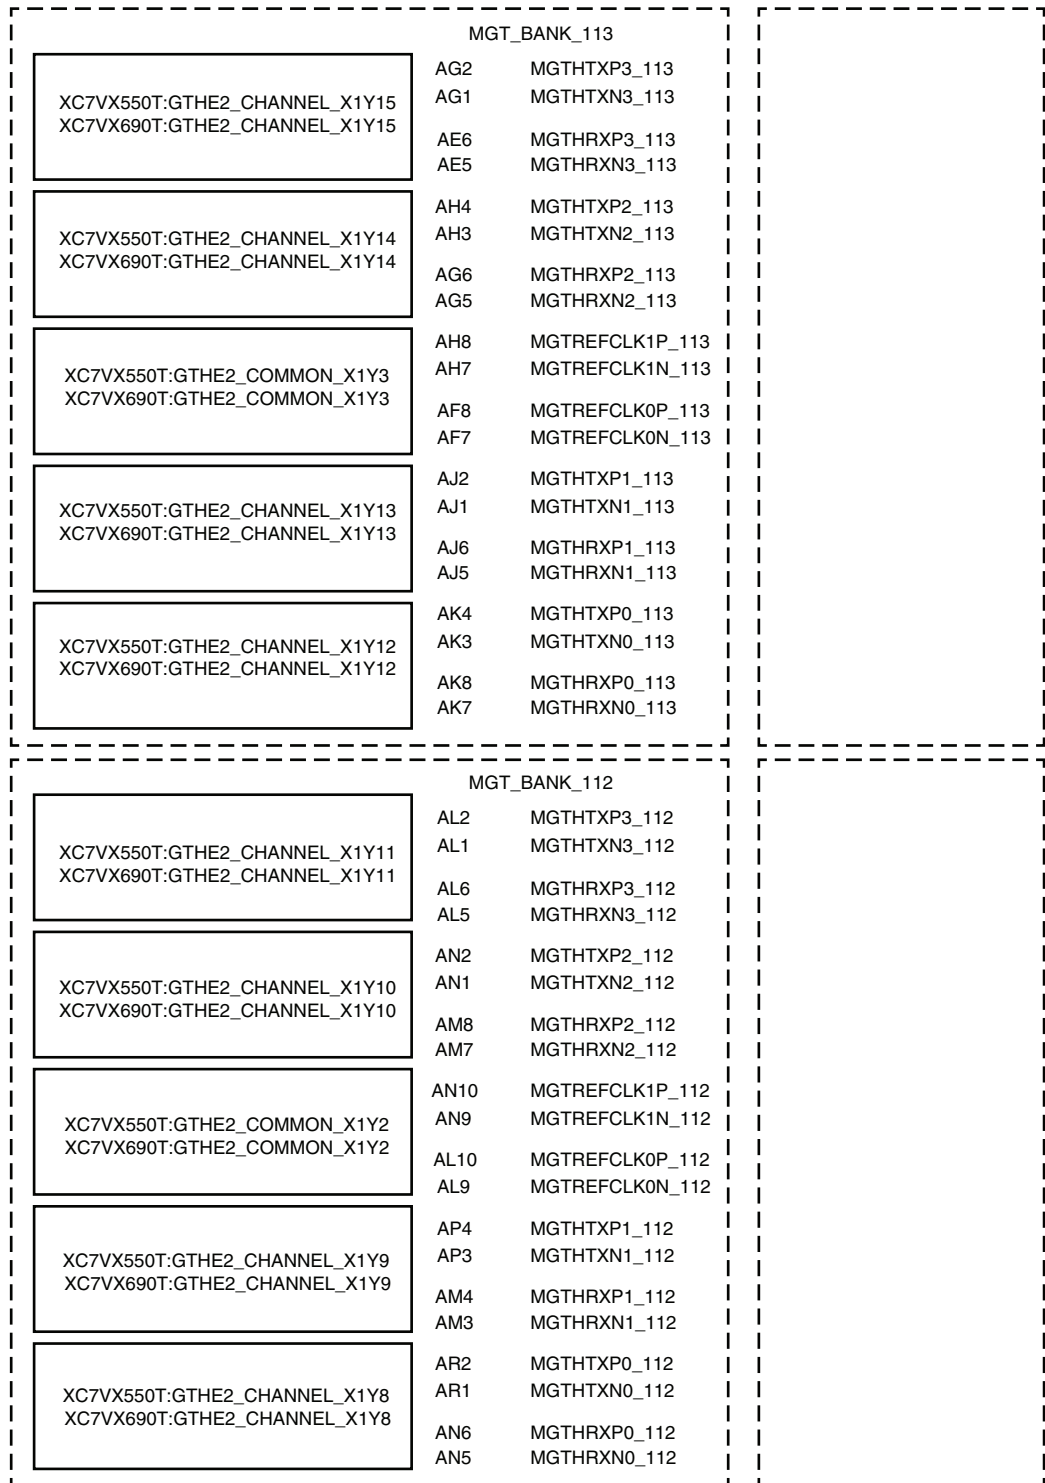 MGT_BANK_113
XC7VX550T:GTHE2_CHANNEL_X1Y15
XC7VX690T:GTHE2_CHANNEL_X1Y15
AG2 MGTHTXP3_113
AG1 MGTHTXN3_113
AE6 MGTHRXP3_113
AE5 MGTHRXN3_113
XC7VX550T:GTHE2_CHANNEL_X1Y14
XC7VX690T:GTHE2_CHANNEL_X1Y14
AH4 MGTHTXP2_113
AH3 MGTHTXN2_113
AG6 MGTHRXP2_113
AG5 MGTHRXN2_113
XC7VX550T:GTHE2_COMMON_X1Y3
XC7VX690T:GTHE2_COMMON_X1Y3
AH8 MGTREFCLK1P_113
AH7 MGTREFCLK1N_113
AF8 MGTREFCLK0P_113
AF7 MGTREFCLK0N_113
XC7VX550T:GTHE2_CHANNEL_X1Y13
XC7VX690T:GTHE2_CHANNEL_X1Y13
AJ2 MGTHTXP1_113
AJ1 MGTHTXN1_113
AJ6 MGTHRXP1_113
AJ5 MGTHRXN1_113
XC7VX550T:GTHE2_CHANNEL_X1Y12
XC7VX690T:GTHE2_CHANNEL_X1Y12
AK4 MGTHTXP0_113
AK3 MGTHTXN0_113
AK8 MGTHRXP0_113
AK7 MGTHRXN0_113
MGT_BANK_112
XC7VX550T:GTHE2_CHANNEL_X1Y11
XC7VX690T:GTHE2_CHANNEL_X1Y11
AL2 MGTHTXP3_112
AL1 MGTHTXN3_112
AL6 MGTHRXP3_112
AL5 MGTHRXN3_112
XC7VX550T:GTHE2_CHANNEL_X1Y10
XC7VX690T:GTHE2_CHANNEL_X1Y10
AN2 MGTHTXP2_112
AN1 MGTHTXN2_112
AM8 MGTHRXP2_112
AM7 MGTHRXN2_112
XC7VX550T:GTHE2_COMMON_X1Y2
XC7VX690T:GTHE2_COMMON_X1Y2
AN10 MGTREFCLK1P_112
AN9 MGTREFCLK1N_112
AL10 MGTREFCLK0P_112
AL9 MGTREFCLK0N_112
XC7VX550T:GTHE2_CHANNEL_X1Y9
XC7VX690T:GTHE2_CHANNEL_X1Y9
AP4 MGTHTXP1_112
AP3 MGTHTXN1_112
AM4 MGTHRXP1_112
AM3 MGTHRXN1_112
XC7VX550T:GTHE2_CHANNEL_X1Y8
XC7VX690T:GTHE2_CHANNEL_X1Y8
AR2 MGTHTXP0_112
AR1 MGTHTXN0_112
AN6 MGTHRXP0_112
AN5 MGTHRXN0_112